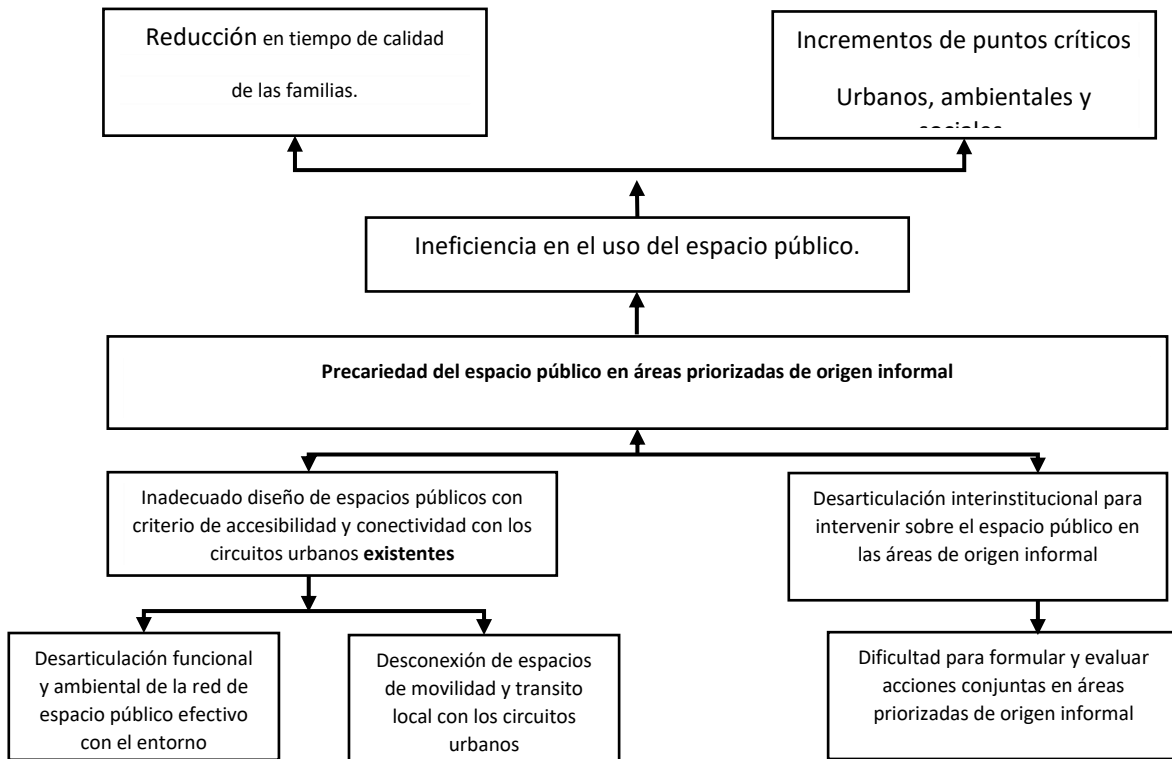 Reducción en tiempo de calidad
de las familias.
Incrementos de puntos críticos
Urbanos, ambientales y
Ineficiencia en el uso del espacio público.
Precariedad del espacio público en áreas priorizadas de origen informal
Inadecuado diseño de espacios públicos con
criterio de accesibilidad y conectividad con los
circuitos urbanos existentes
Desarticulación interinstitucional para
intervenir sobre el espacio público en
las áreas de origen informal
Desarticulación funcional
y ambiental de la red de
espacio público efectivo
con el entorno
Desconexión de espacios
de movilidad y transito
local con los circuitos
urbanos
Dificultad para formular y evaluar
acciones conjuntas en áreas
priorizadas de origen informal